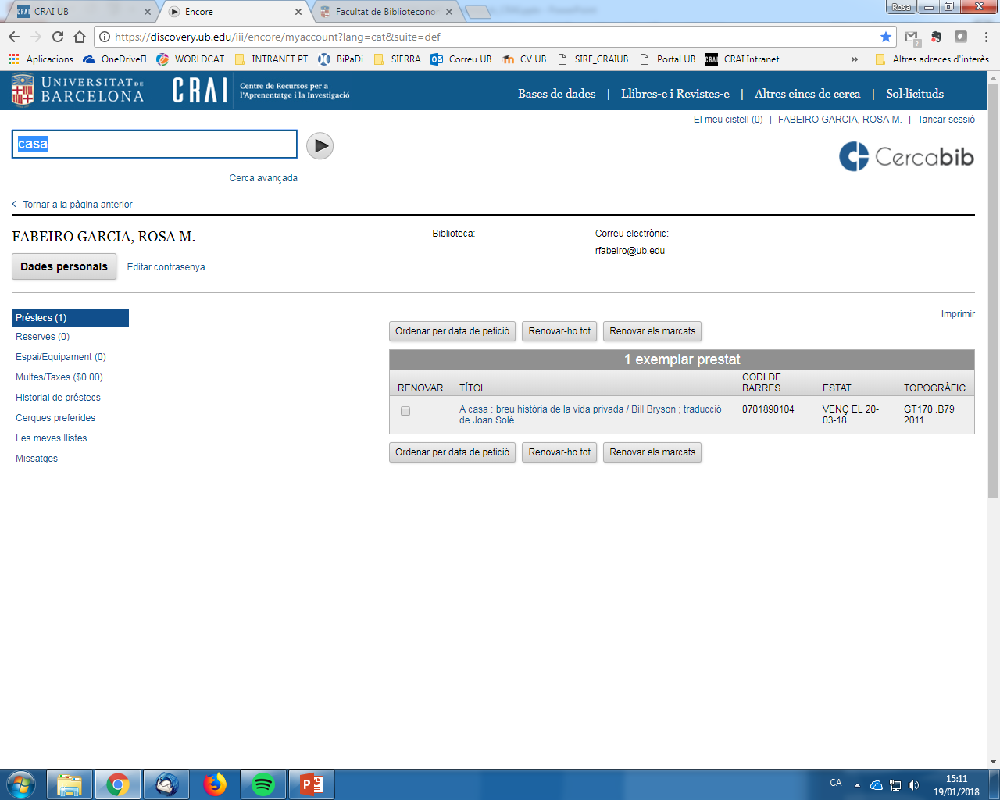 CRAI UB
Encore
Facultat de Bibliotecono
Rosa
https://discovery.ub.edu/iii/encore/myaccount?lang=cat&suite=def
Aplicacions
OneDrive
WORLDCAT
INTRANET PT
BiPaDi
SIERRA
Correu UB
CV UB
SIRE_CRAIUB
Portal UB
CRAI Intranet
»
Altres adreces d'interès
UNIVERSITAT DE
BARCELONA
CRAI
Centre de Recursos per a
l'Aprenentatge i la Investigació
Bases de dades | Llibres-e i Revistes-e | Altres eines de cerca | Sol·licituds
El meu cistell (0) | FABEIRO GARCIA, ROSA M. | Tancar sessió
casa
Cercabib
Cerca avançada
< Tornar a la pàgina anterior
FABEIRO GARCIA, ROSA M.
Biblioteca:
Correu electrònic:
rfabeiro@ub.edu
Dades personals
Editar contrasenya
Préstecs (1)
Reserves (0)
Espai/Equipament (0)
Multes/Taxes ($0.00)
Historial de préstecs
Cerques preferides
Les meves llistes
Missatges
Imprimir
Ordenar per data de petició
Renovar-ho tot
Renovar els marcats
1 exemplar prestat
RENOVAR
TÍTOL
CODI DE
BARRES
ESTAT
TOPOGRÀFIC
A casa : breu història de la vida privada / Bill Bryson ; traducció
de Joan Solé
0701890104
VENÇ EL 20-
03-18
GT170 .B79
2011
Ordenar per data de petició
Renovar-ho tot
Renovar els marcats
CA
15:11
19/01/2018